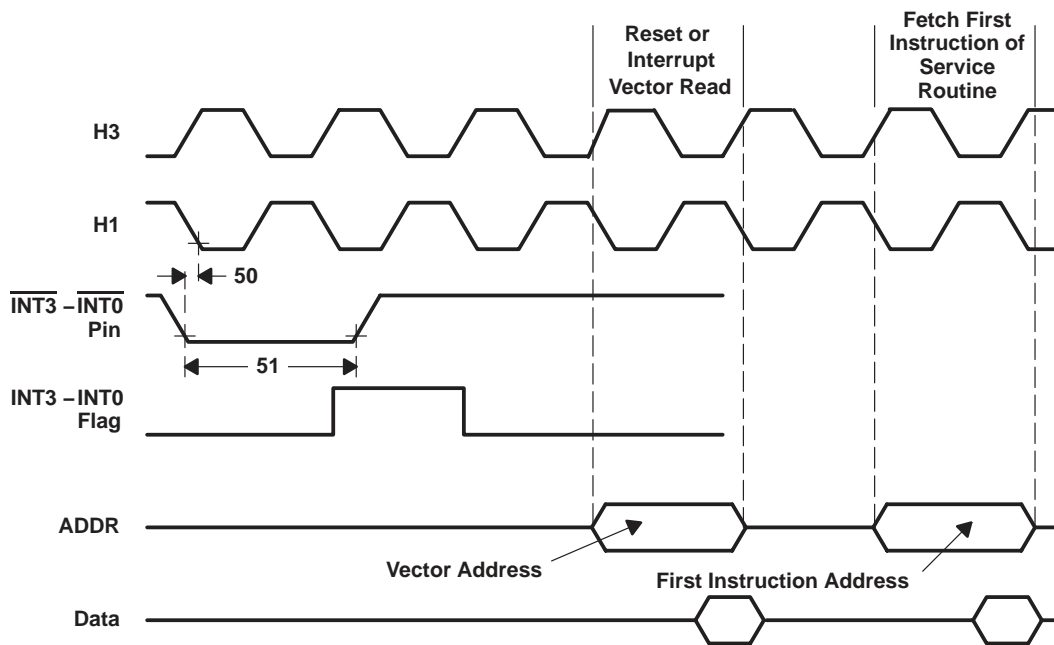 Reset or
Interrupt
Vector Read
Fetch First
Instruction of
Service
Routine
H3
H1
50
INT3 – INT0
Pin
51
INT3 – INT0
Flag
ADDR
Vector Address
First Instruction Address
Data